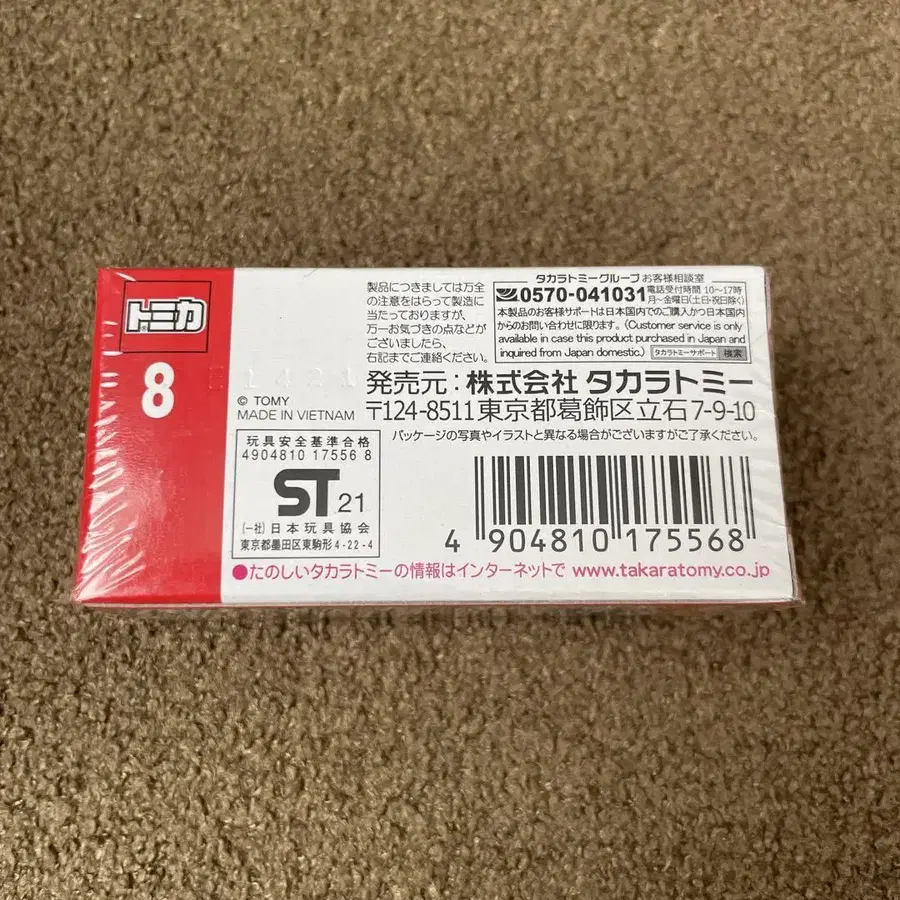 トミカ
®
8
製品につきましては万全
の注意をはらって製造に
当たっておりますが、
万一お気づきの点などが
ございましたら、
右記までご連絡ください。
タカラトミーグループ お客様相談室
0570-041031
電話受付時間 10〜17時
月〜金曜日(土日・祝日除く)
本製品のお客様サポートは日本国内でのご購入かつ日本国内
からのお問い合わせに限ります。(Customer service is only
available in case this product purchased in Japan and
inquired from Japan domestic.)
タカラトミーサポート 検索
発売元:株式会社 タカラトミー
〒124-8511東京都葛飾区立石7-9-10
パッケージの写真やイラストと異なる場合がございますがご了承ください。
© TOMY
MADE IN VIETNAM
玩具安全基準合格
4904810 17556 8
ST 21
(一社)日本玩具協会
東京都墨田区東駒形4-22-4
4 904810 175568
●たのしいタカラトミーの情報はインターネットで www.takaratomy.co.jp